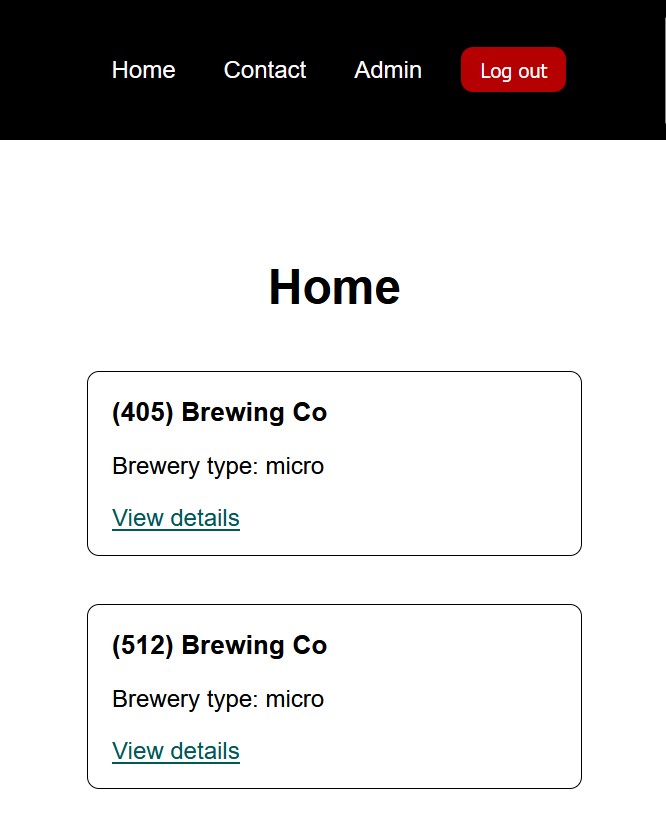 Home Contact Admin Log out
Home
(405) Brewing Co
Brewery type: micro
View details
(512) Brewing Co
Brewery type: micro
View details